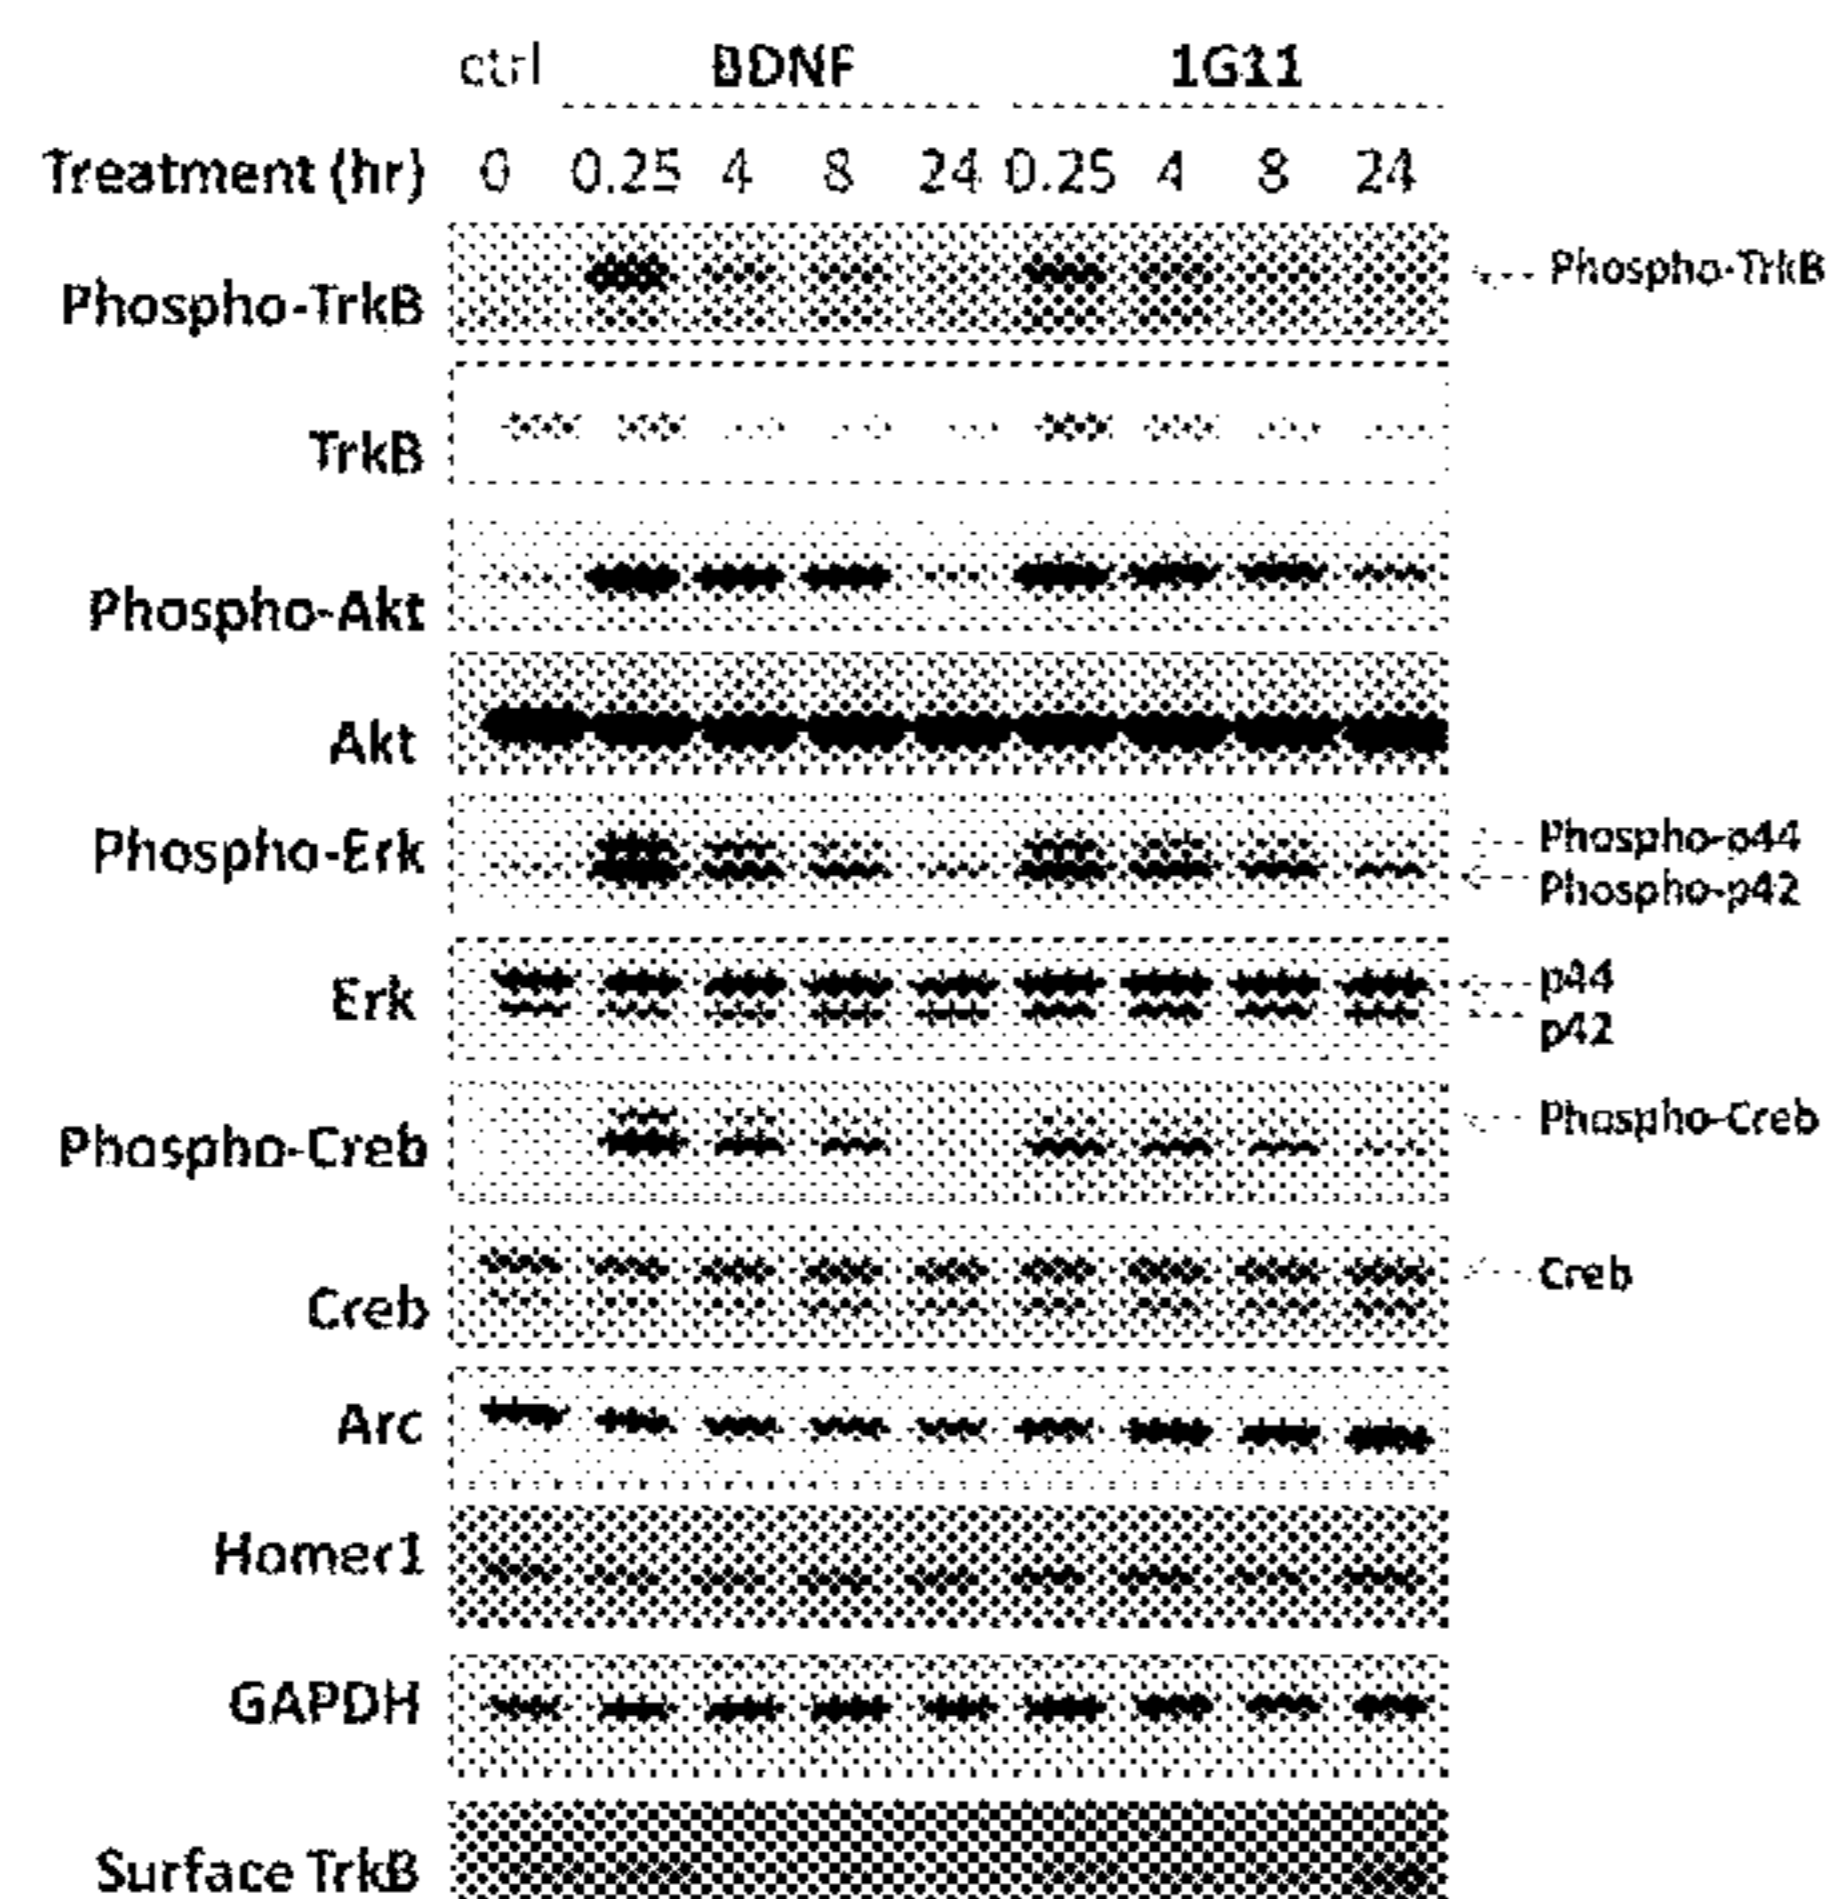 ctrl BDNF 1G11
Treatment (hr) 0 0.25 4 8 24 0.25 4 8 24
Phospho-TrkB Phospho-TrkB
TrkB
Phospho-Akt
Akt
Phospho-Erk Phospho-p44
Phospho-p42
Erk p44
p42
Phospho-Creb Phospho-Creb
Creb Creb
Arc
Homer1
GAPDH
Surface TrkB